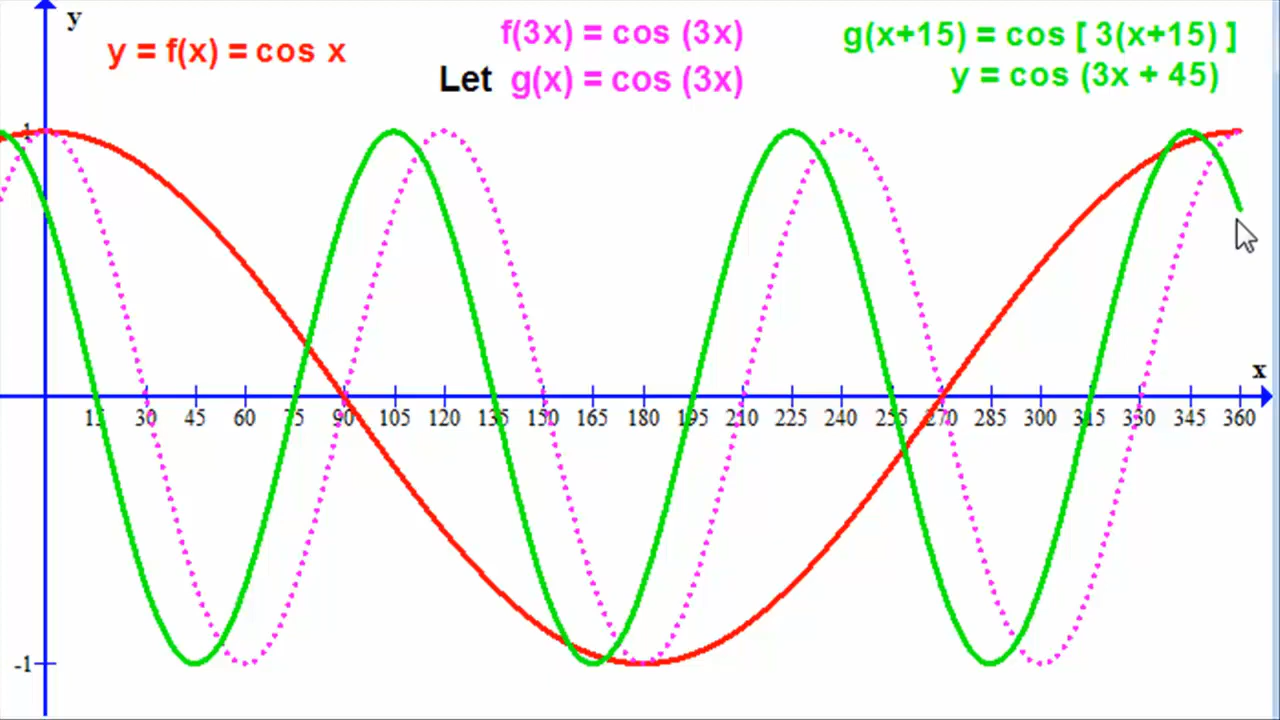 y
y = f(x) = cos x
f(3x) = cos (3x)
Let g(x) = cos (3x)
g(x+15) = cos [ 3(x+15) ]
y = cos (3x + 45)
1
x
15 30 45 60 75 90 105 120 135 150 165 180 195 210 225 240 255 270 285 300 315 330 345 360
-1